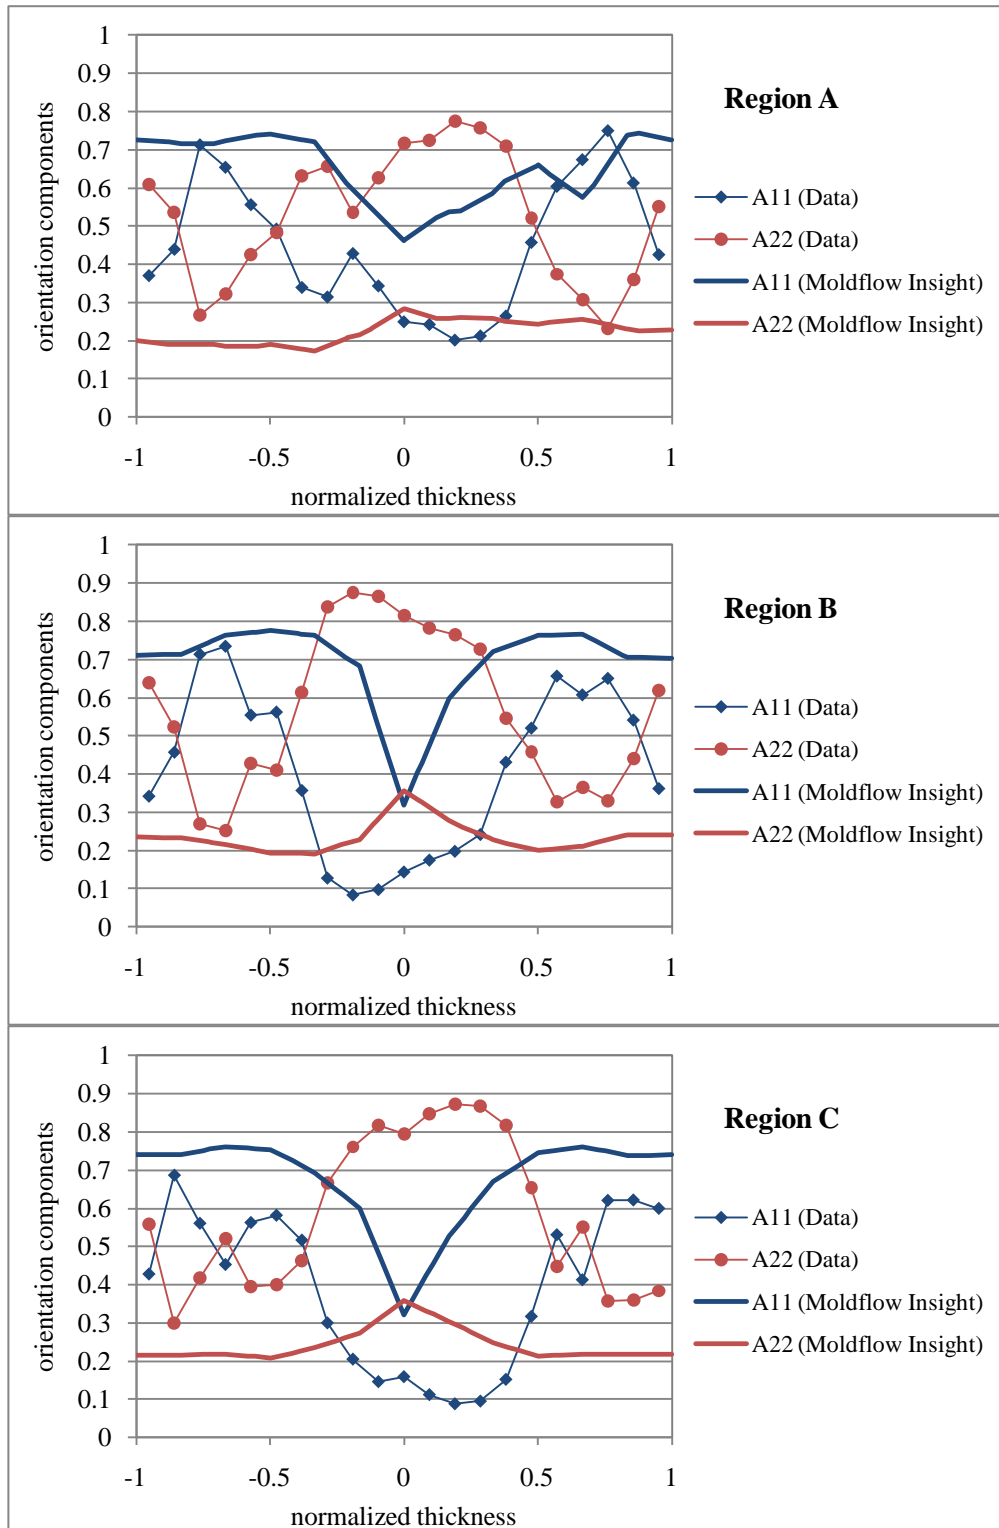 1
0.9
0.8
0.7
0.6
0.5
0.4
0.3
0.2
0.1
0
orientation components
-1
-0.5
0
0.5
1
normalized thickness
Region A
A11 (Data)
A22 (Data)
A11 (Moldflow Insight)
A22 (Moldflow Insight)
1
0.9
0.8
0.7
0.6
0.5
0.4
0.3
0.2
0.1
0
orientation components
-1
-0.5
0
0.5
1
normalized thickness
Region B
A11 (Data)
A22 (Data)
A11 (Moldflow Insight)
A22 (Moldflow Insight)
1
0.9
0.8
0.7
0.6
0.5
0.4
0.3
0.2
0.1
0
orientation components
-1
-0.5
0
0.5
1
normalized thickness
Region C
A11 (Data)
A22 (Data)
A11 (Moldflow Insight)
A22 (Moldflow Insight)